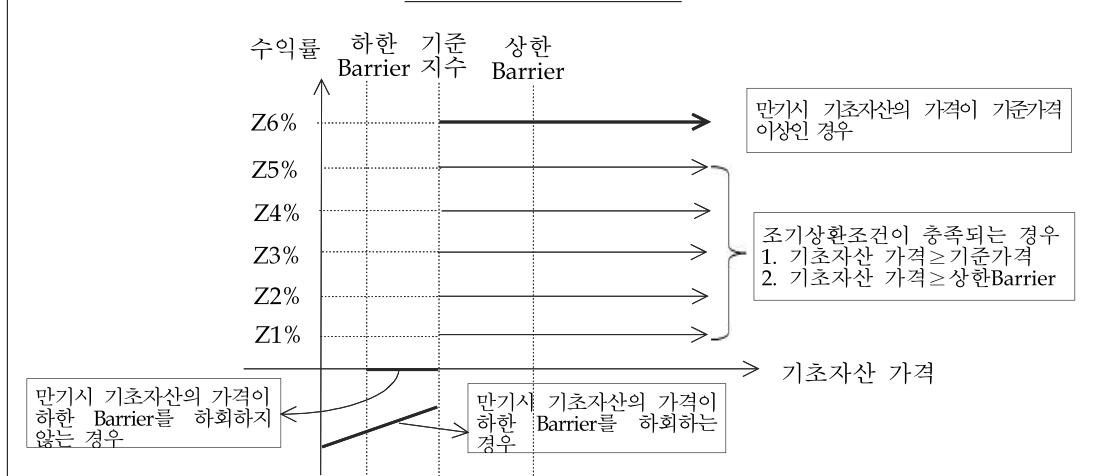 수익률
하한
Barrier
기준
지수
상한
Barrier
Z6%
Z5%
Z4%
Z3%
Z2%
Z1%
만기시 기초자산의 가격이 기준가격
이상인 경우
조기상환조건이 충족되는 경우
1. 기초자산 가격≥기준가격
2. 기초자산 가격≥상한Barrier
기초자산 가격
만기시 기초자산의 가격이
하한 Barrier를 하회하지
않는 경우
만기시 기초자산의 가격이
하한 Barrier를 하회하는
경우